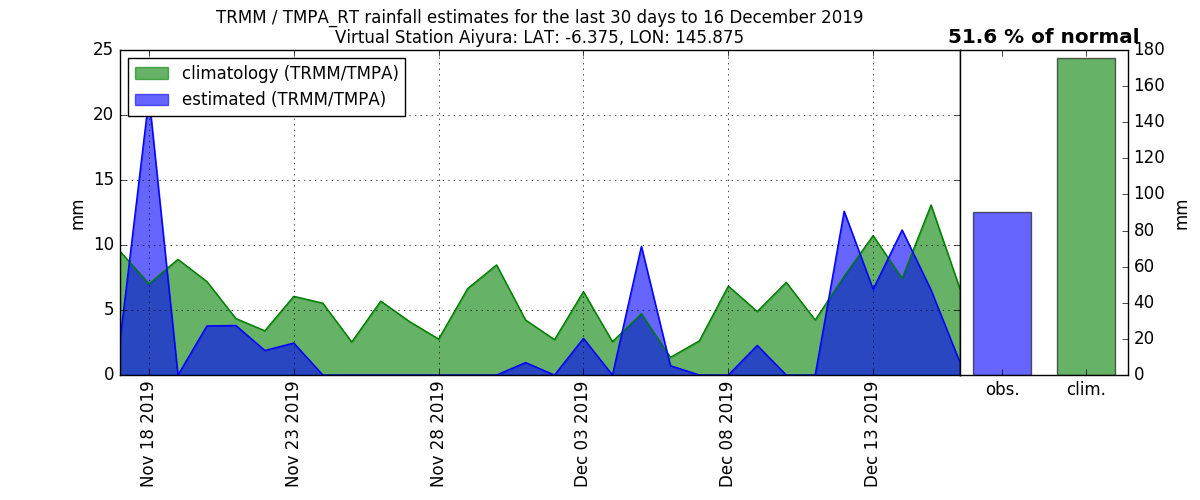 TRMM / TMPA_RT rainfall estimates for the last 30 days to 16 December 2019
Virtual Station Aiyura: LAT: -6.375, LON: 145.875
51.6 % of normal
climatology (TRMM/TMPA)
estimated (TRMM/TMPA)
25
20
15
10
5
0
mm
Nov 18 2019
Nov 23 2019
Nov 28 2019
Dec 03 2019
Dec 08 2019
Dec 13 2019
obs.
clim.
180
160
140
120
100
80
60
40
20
0
mm